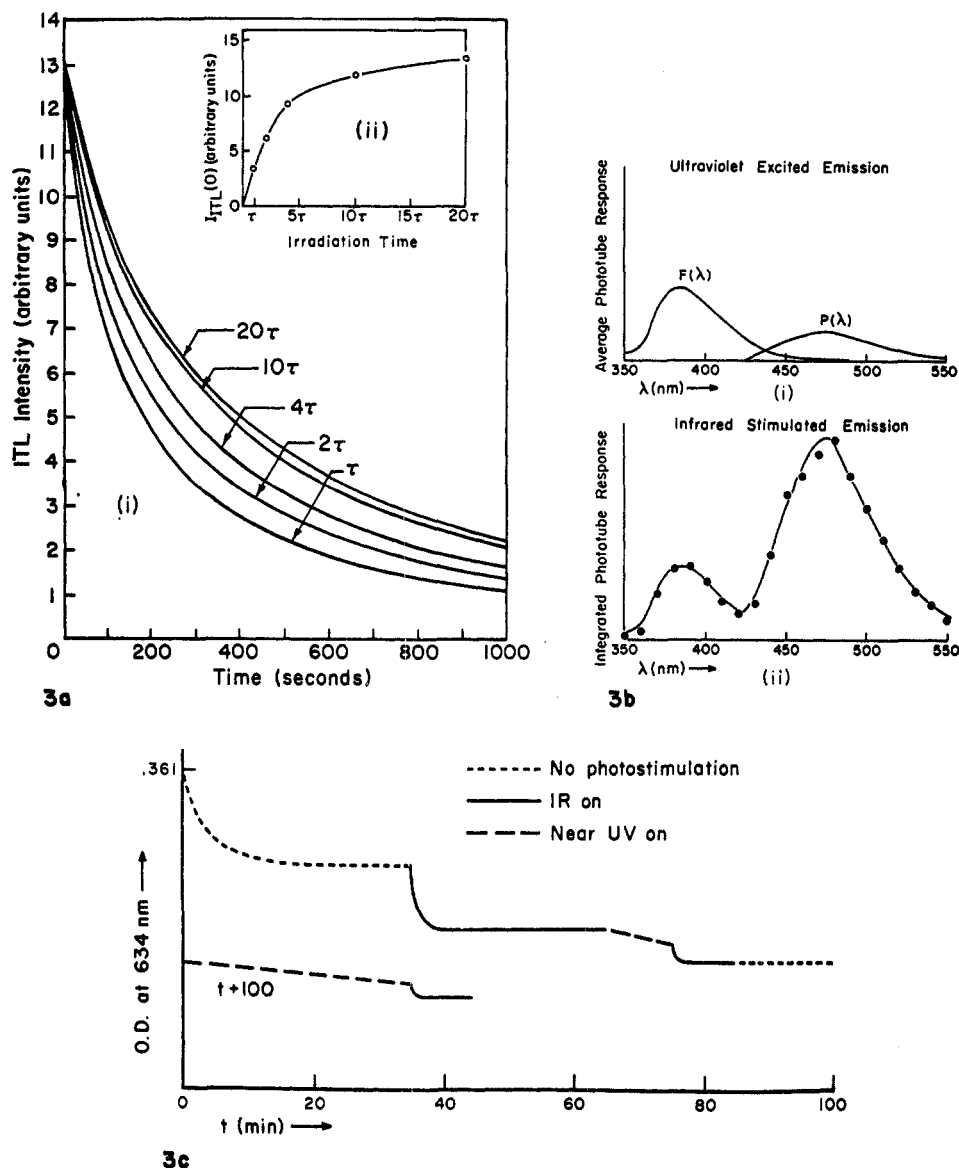 14
13
12
11
10
9
8
7
6
5
4
3
2
1
0
ITL Intensity (arbitrary units)
200
400
600
800
1000
Time (seconds)
(i)
20τ
10τ
4τ
2τ
τ
15
10
5
0
I_ITL(0) (arbitrary units)
(ii)
τ
5τ
10τ
15τ
20τ
Irradiation Time
3a
Ultraviolet Excited Emission
Average Phototube Response
F(λ)
P(λ)
350
400
450
500
550
λ(nm)
(i)
Infrared Stimulated Emission
Integrated Phototube Response
350
400
450
500
550
λ(nm)
(ii)
3b
.361
No photostimulation
IR on
Near UV on
O.D. at 634 nm
t+100
0
20
40
60
80
100
t (min)
3c